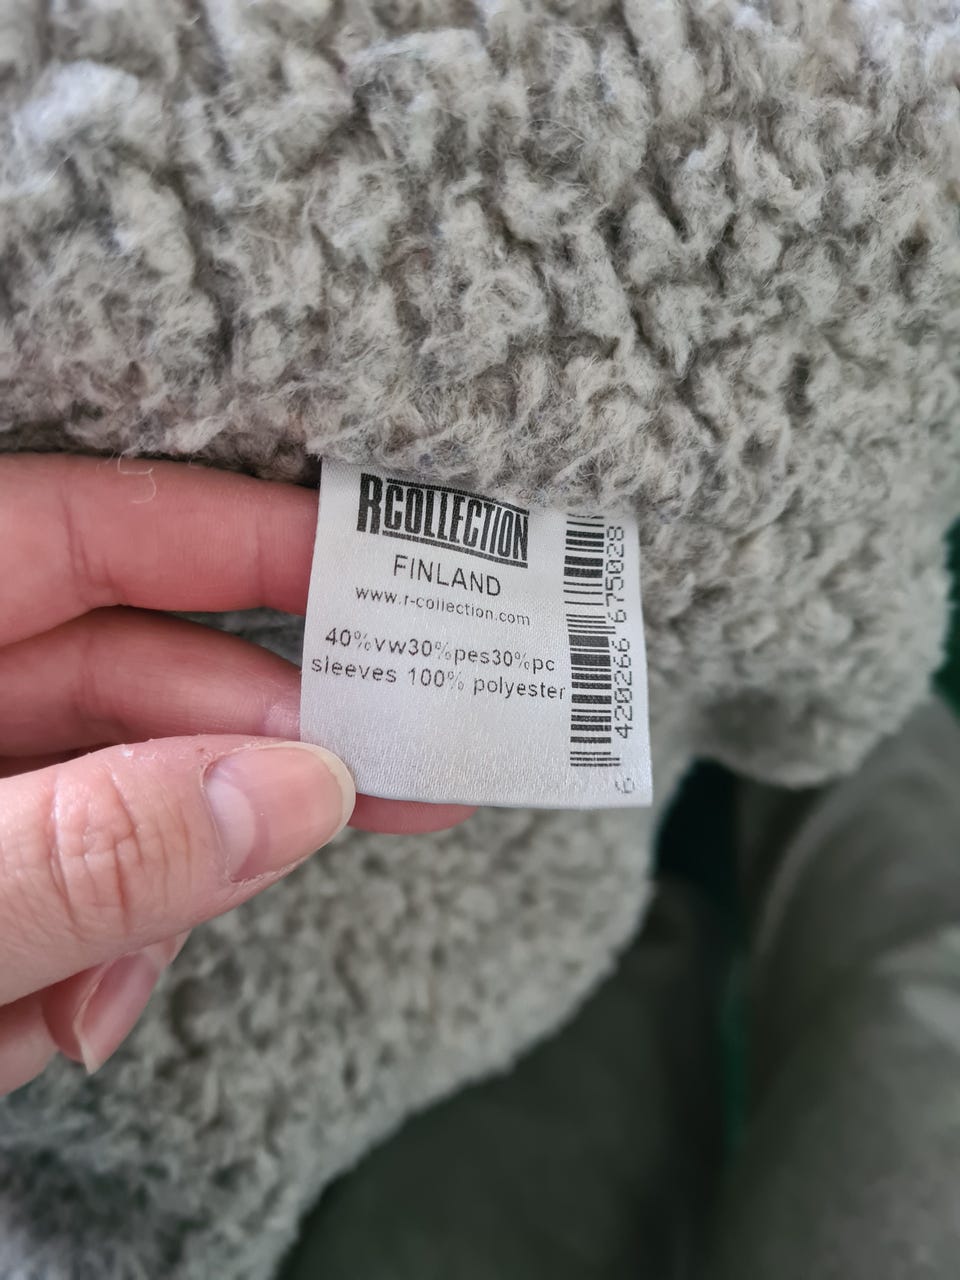 RCOLLECTION
FINLAND
www.r-collection.com
40%vw30%pes30%pc
sleeves 100% polyester
6 420266 675028